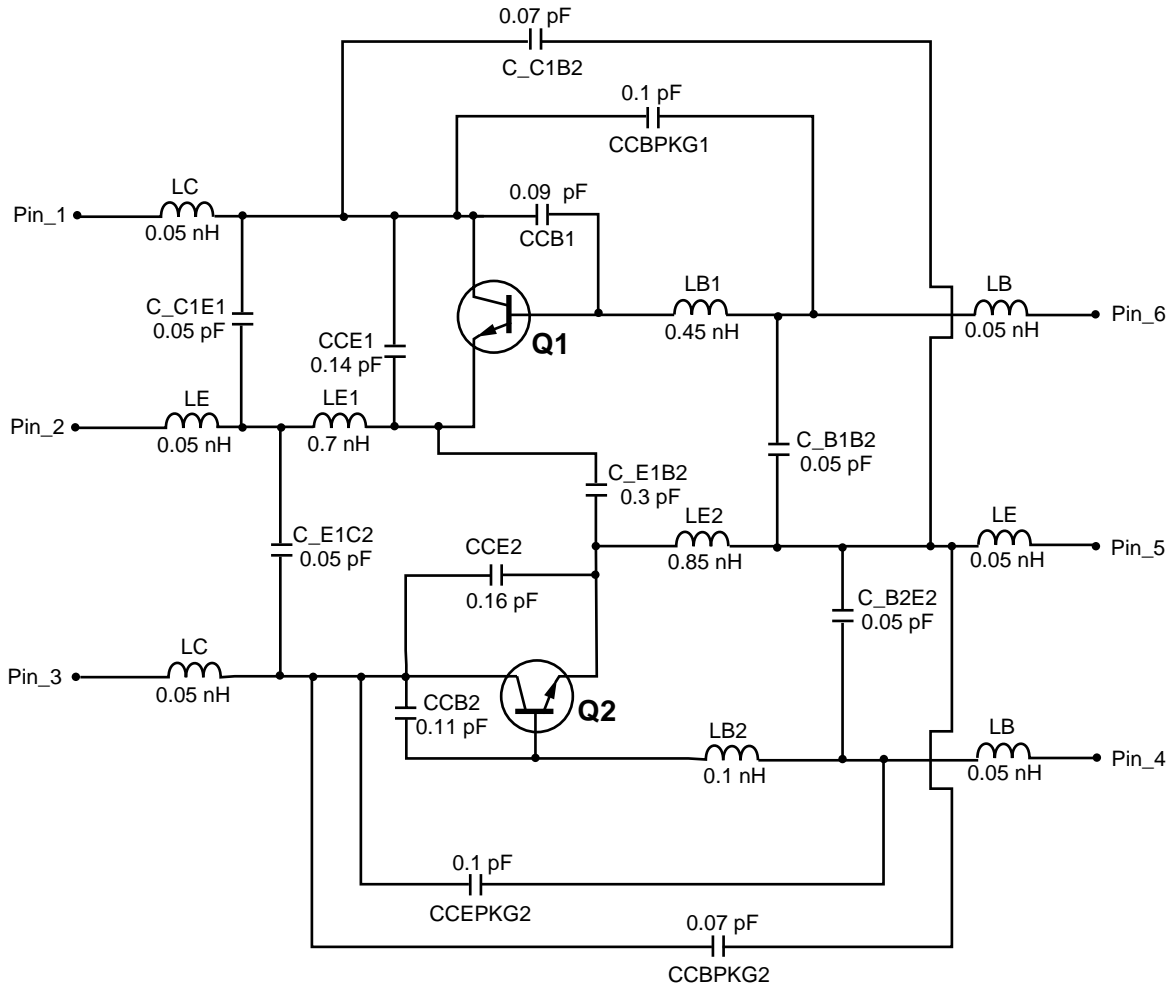 0.07 pF
C_C1B2
0.1 pF
CCBPKG1
LC
0.09 pF
Pin_1
0.05 nH
CCB1
LB1
LB
C_C1E1
0.05 pF
Pin_6
CCE1
0.14 pF
Q1
0.45 nH
0.05 nH
LE
LE1
Pin_2
0.05 nH
0.7 nH
C_B1B2
0.05 pF
C_E1B2
0.3 pF
LE2
LE
C_E1C2
0.05 pF
CCE2
0.85 nH
0.05 nH
Pin_5
0.16 pF
C_B2E2
0.05 pF
LC
Pin_3
0.05 nH
CCB2
0.11 pF
Q2
LB2
LB
0.1 nH
0.05 nH
Pin_4
0.1 pF
CCEPKG2
0.07 pF
CCBPKG2